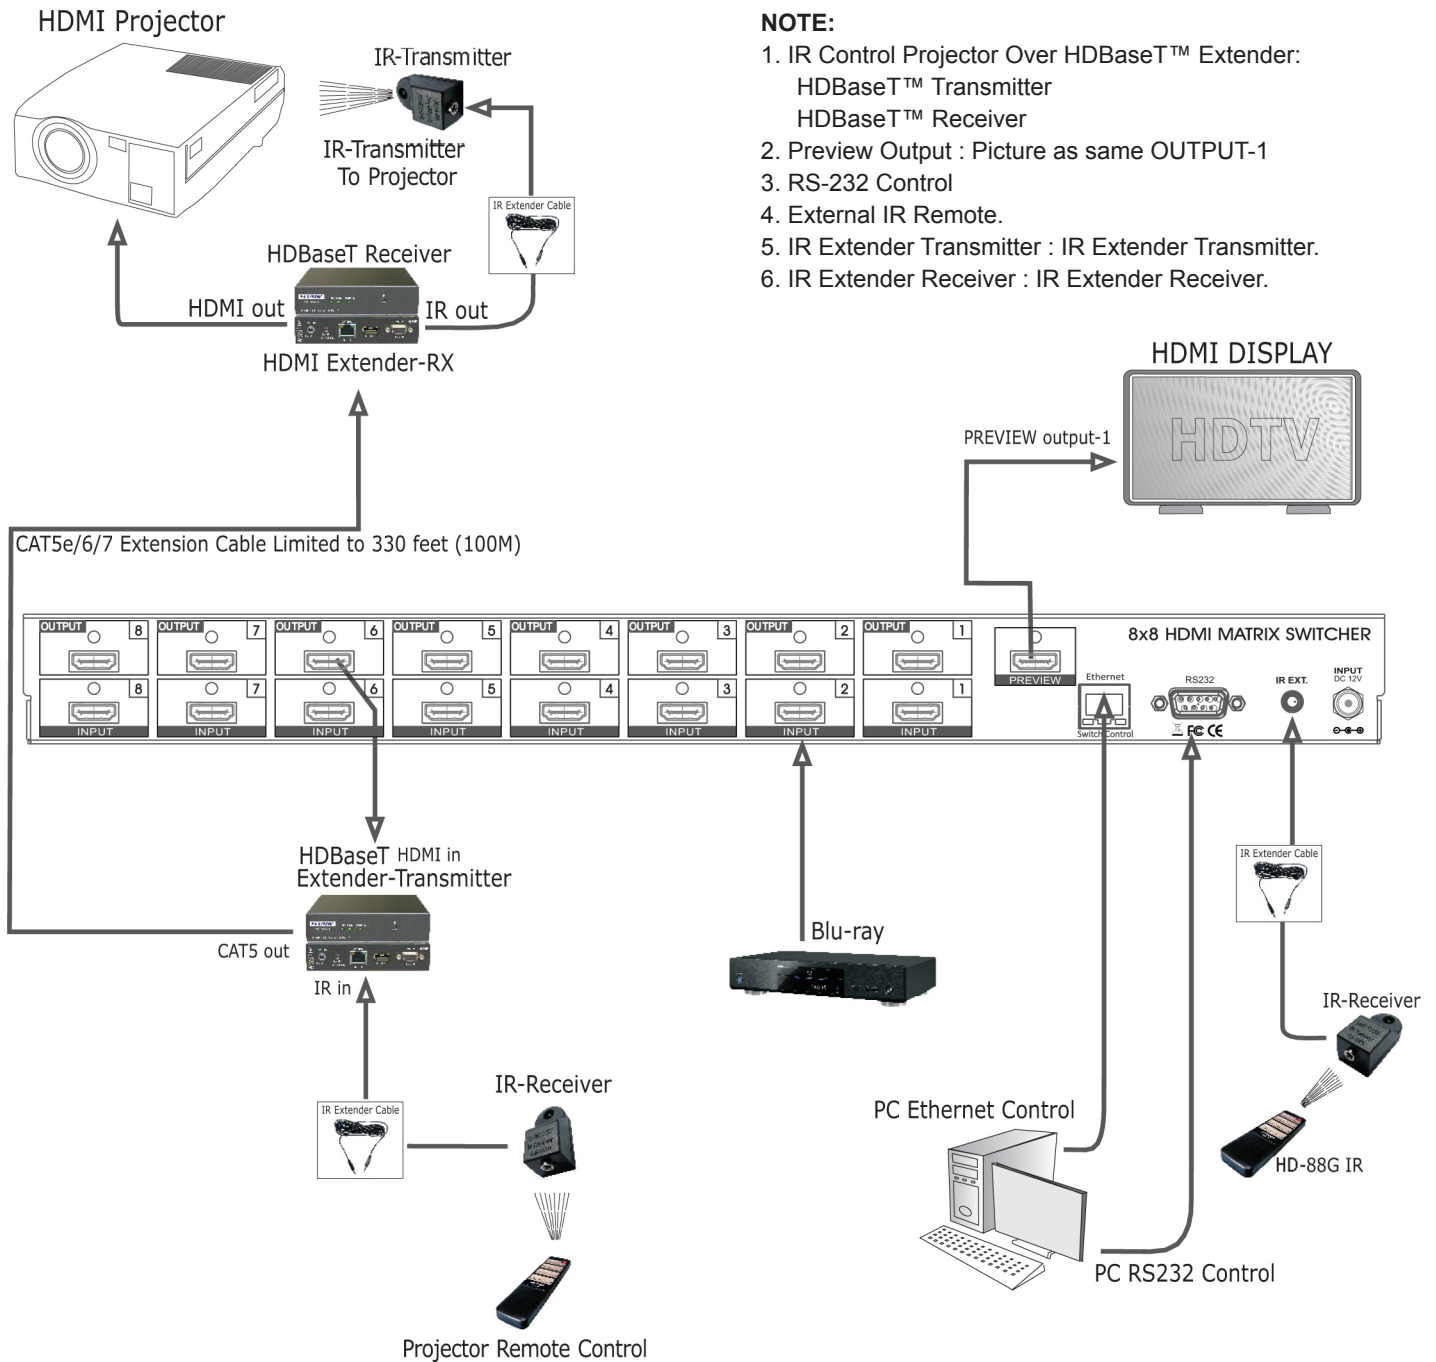 HDMI Projector
IR-Transmitter
IR-Transmitter
To Projector
IR Extender Cable
HDBaseT Receiver
HDMI out
IR out
HDMI Extender-RX
NOTE:
1. IR Control Projector Over HDBaseT™ Extender:
HDBaseT™ Transmitter
HDBaseT™ Receiver
2. Preview Output : Picture as same OUTPUT-1
3. RS-232 Control
4. External IR Remote.
5. IR Extender Transmitter : IR Extender Transmitter.
6. IR Extender Receiver : IR Extender Receiver.
HDMI DISPLAY
HDTV
PREVIEW output-1
CAT5e/6/7 Extension Cable Limited to 330 feet (100M)
OUTPUT 8 OUTPUT 7 OUTPUT 6 OUTPUT 5 OUTPUT 4 OUTPUT 3 OUTPUT 2 OUTPUT 1
8 7 6 5 4 3 2 1
INPUT INPUT INPUT INPUT INPUT INPUT INPUT INPUT
PREVIEW
8x8 HDMI MATRIX SWITCHER
Ethernet
Switch Control
RS232
FC CE
IR EXT.
INPUT
DC 12V
HDBaseT HDMI in
Extender-Transmitter
CAT5 out
IR in
IR Extender Cable
IR-Receiver
Projector Remote Control
Blu-ray
PC Ethernet Control
PC RS232 Control
IR Extender Cable
IR-Receiver
HD-88G IR